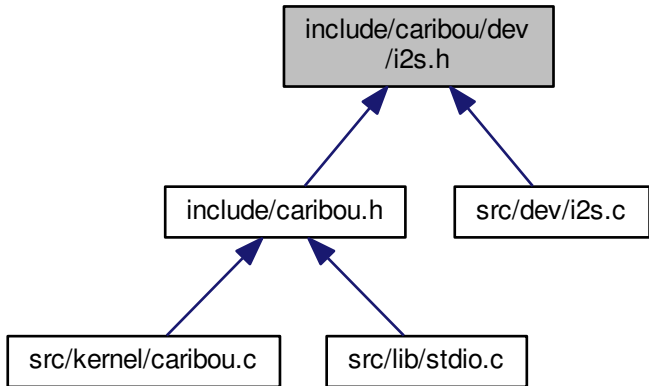 include/caribou/dev
/i2s.h
include/caribou.h
src/dev/i2s.c
src/kernel/caribou.c
src/lib/stdio.c